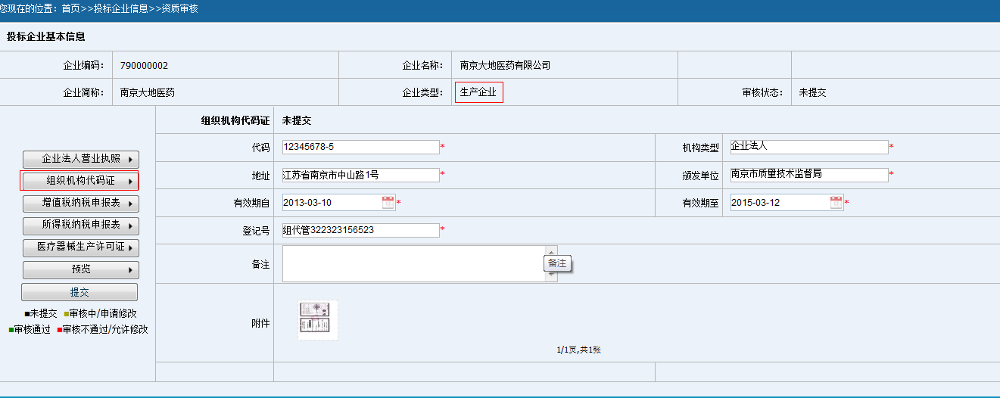 您现在的位置：首页>>投标企业信息>>资质审核
投标企业基本信息
企业编码： 790000002 企业名称： 南京大地医药有限公司
企业简称： 南京大地医药 企业类型： 生产企业 审核状态： 未提交
组织机构代码证 未提交
代码 12345678-5 * 机构类型 企业法人 *
地址 江苏省南京市中山路1号 * 颁发单位 南京市质量技术监督局 *
有效期自 2013-03-10 * 有效期至 2015-03-12 *
登记号 组代管322323156523 *
备注 备注
附件
1/1页,共1张
企业法人营业执照
组织机构代码证
增值税纳税申报表
所得税纳税申报表
医疗器械生产许可证
预览
提交
■未提交 ■审核中/申请修改
■审核通过 ■审核不通过/允许修改